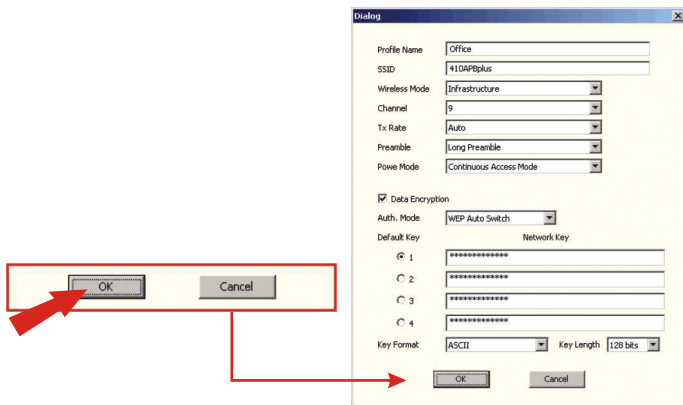 Dialog
Profile Name Office
SSID 410APBplus
Wireless Mode Infrastructure
Channel 9
Tx Rate Auto
Preamble Long Preamble
Powe Mode Continuous Access Mode
Data Encryption
Auth. Mode WEP Auto Switch
Default Key Network Key
1 *************
2 *************
3 *************
4 *************
Key Format ASCII Key Length 128 bits
OK Cancel
OK Cancel